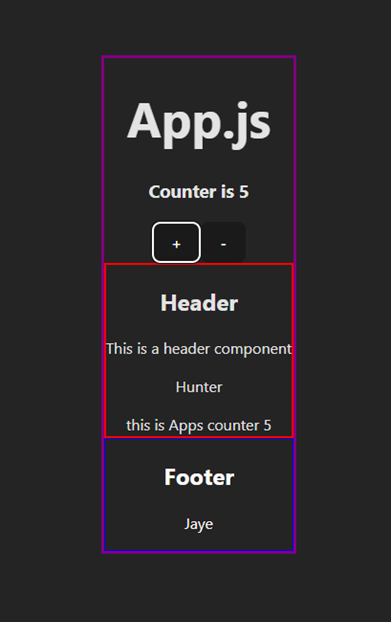 App.js
Counter is 5
+ -
Header
This is a header component
Hunter
this is Apps counter 5
Footer
Jaye